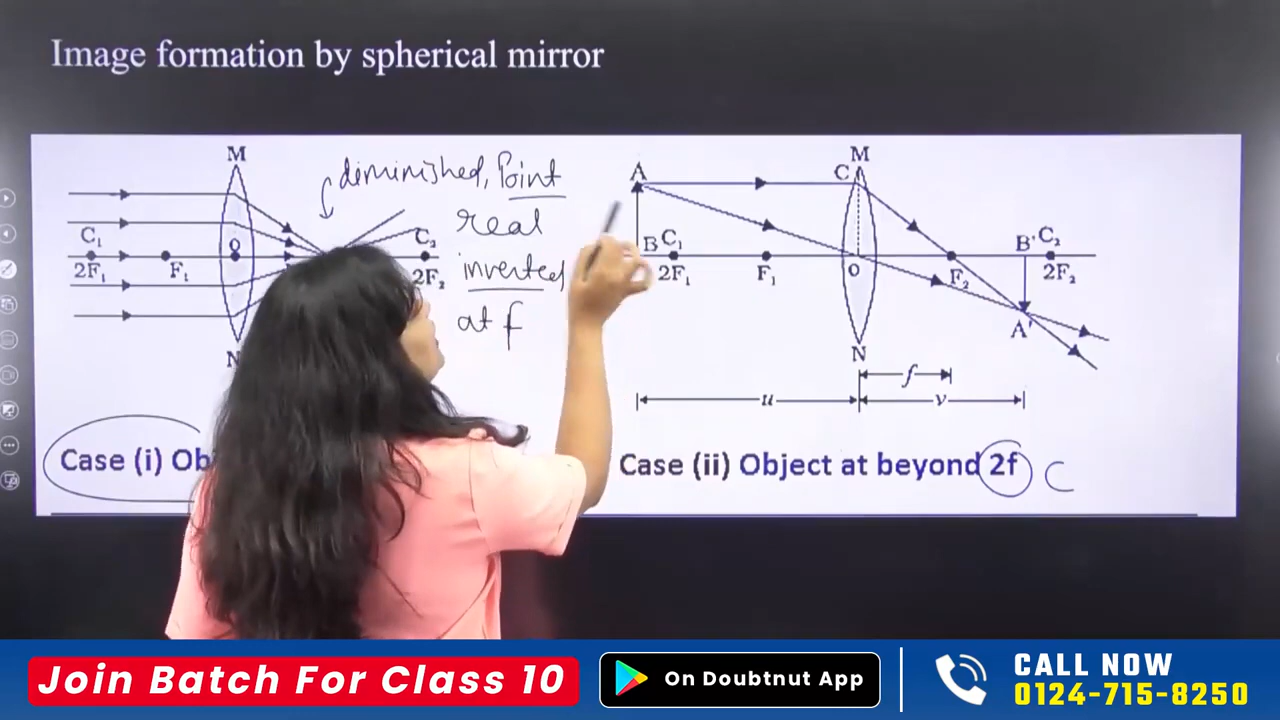 Image formation by spherical mirror
M
C₁
2F₁
F₁
O
C₂
2F₂
N
diminished, Point
real
inverted
at f
Case (i) Ob
A
B C₁
2F₁
F₁
M
C
O
N
F₂
B' C₂
2F₂
A'
f
u
v
Case (ii) Object at beyond 2f C
Join Batch For Class 10
On Doubtnut App
CALL NOW
0124-715-8250